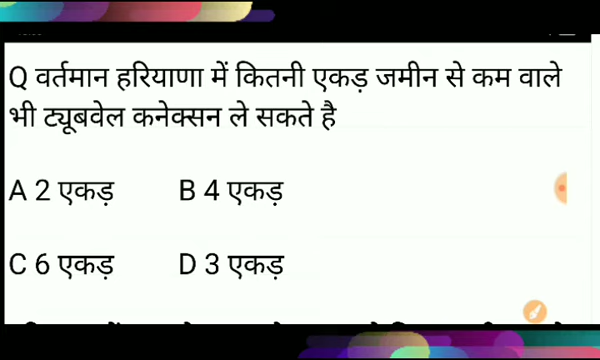 Q वर्तमान हरियाणा में कितनी एकड़ जमीन से कम वाले
भी ट्यूबवेल कनेक्सन ले सकते है
A 2 एकड़ B 4 एकड़
C 6 एकड़ D 3 एकड़